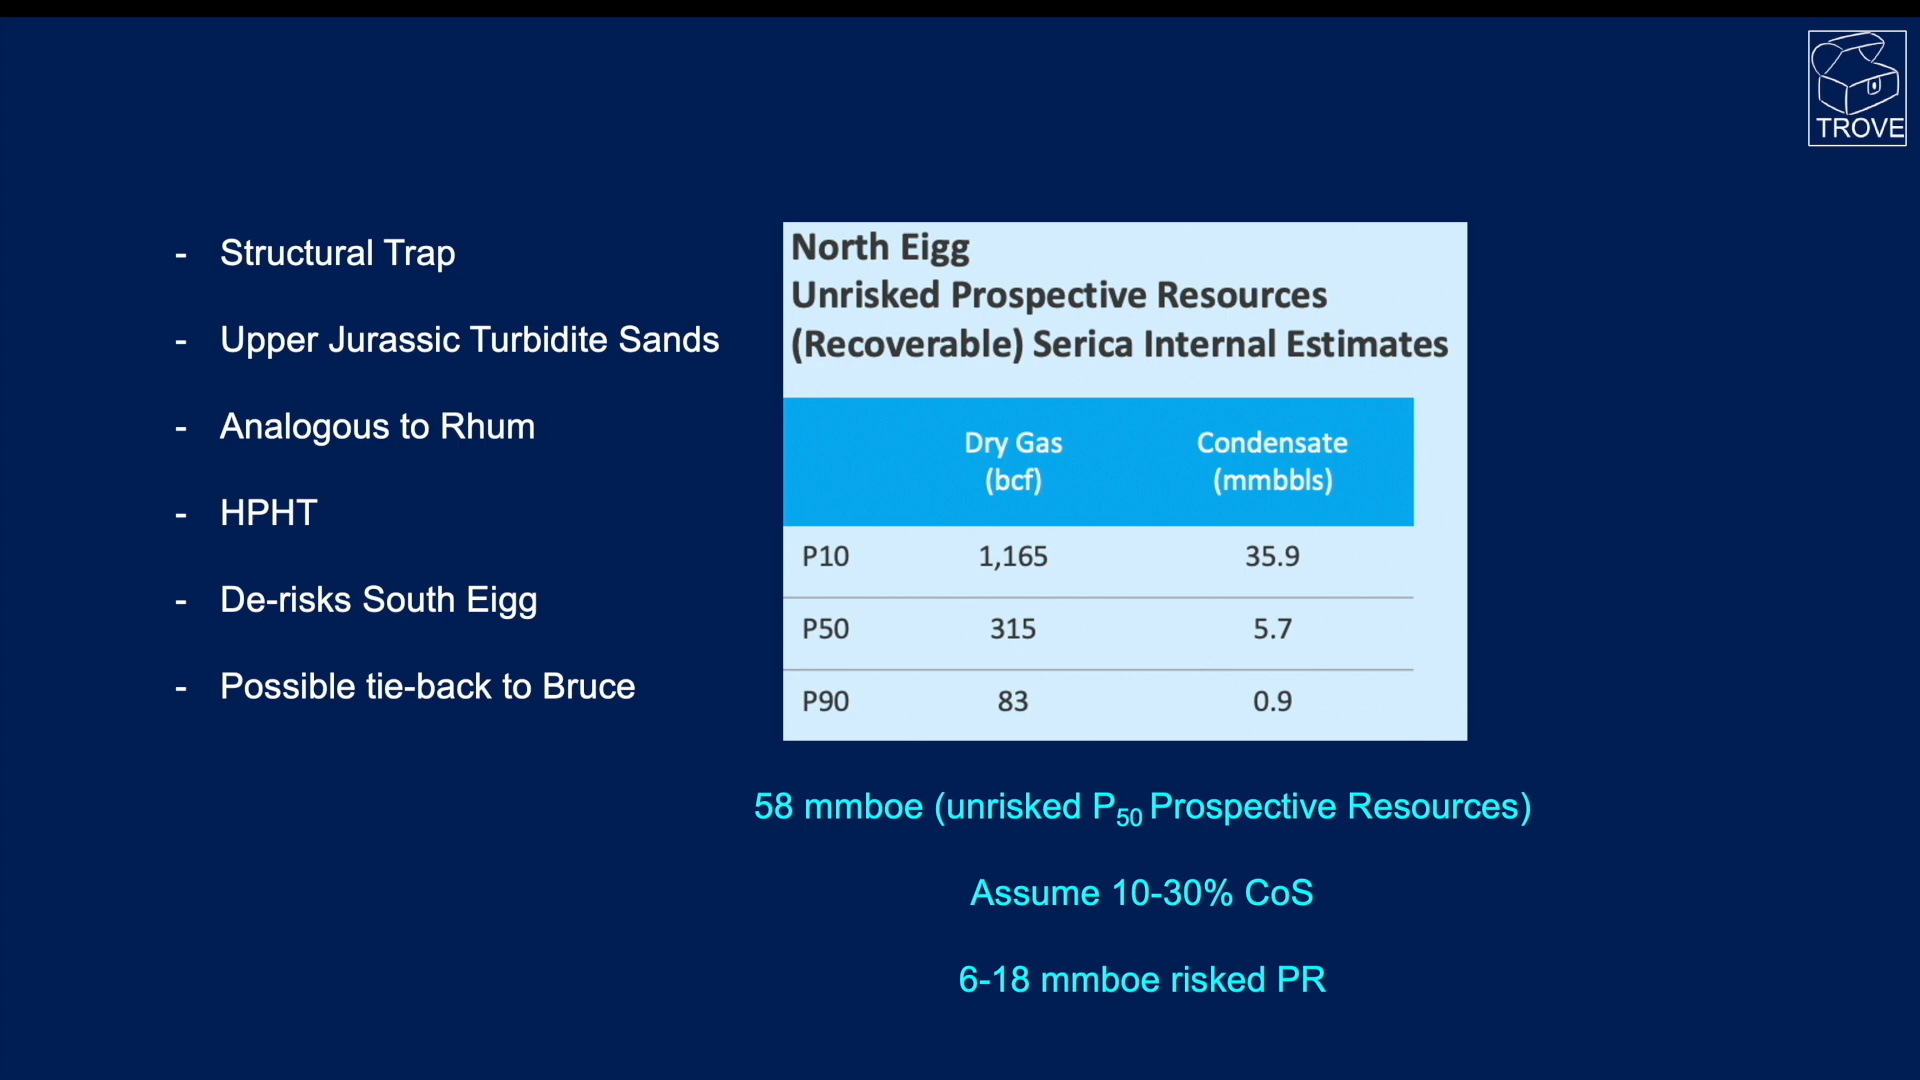 TROVE
- Structural Trap
- Upper Jurassic Turbidite Sands
- Analogous to Rhum
- HPHT
- De-risks South Eigg
- Possible tie-back to Bruce
North Eigg
Unrisked Prospective Resources
(Recoverable) Serica Internal Estimates
Dry Gas (bcf) Condensate (mmbbls)
P10 1,165 35.9
P50 315 5.7
P90 83 0.9
58 mmboe (unrisked P50 Prospective Resources)
Assume 10-30% CoS
6-18 mmboe risked PR